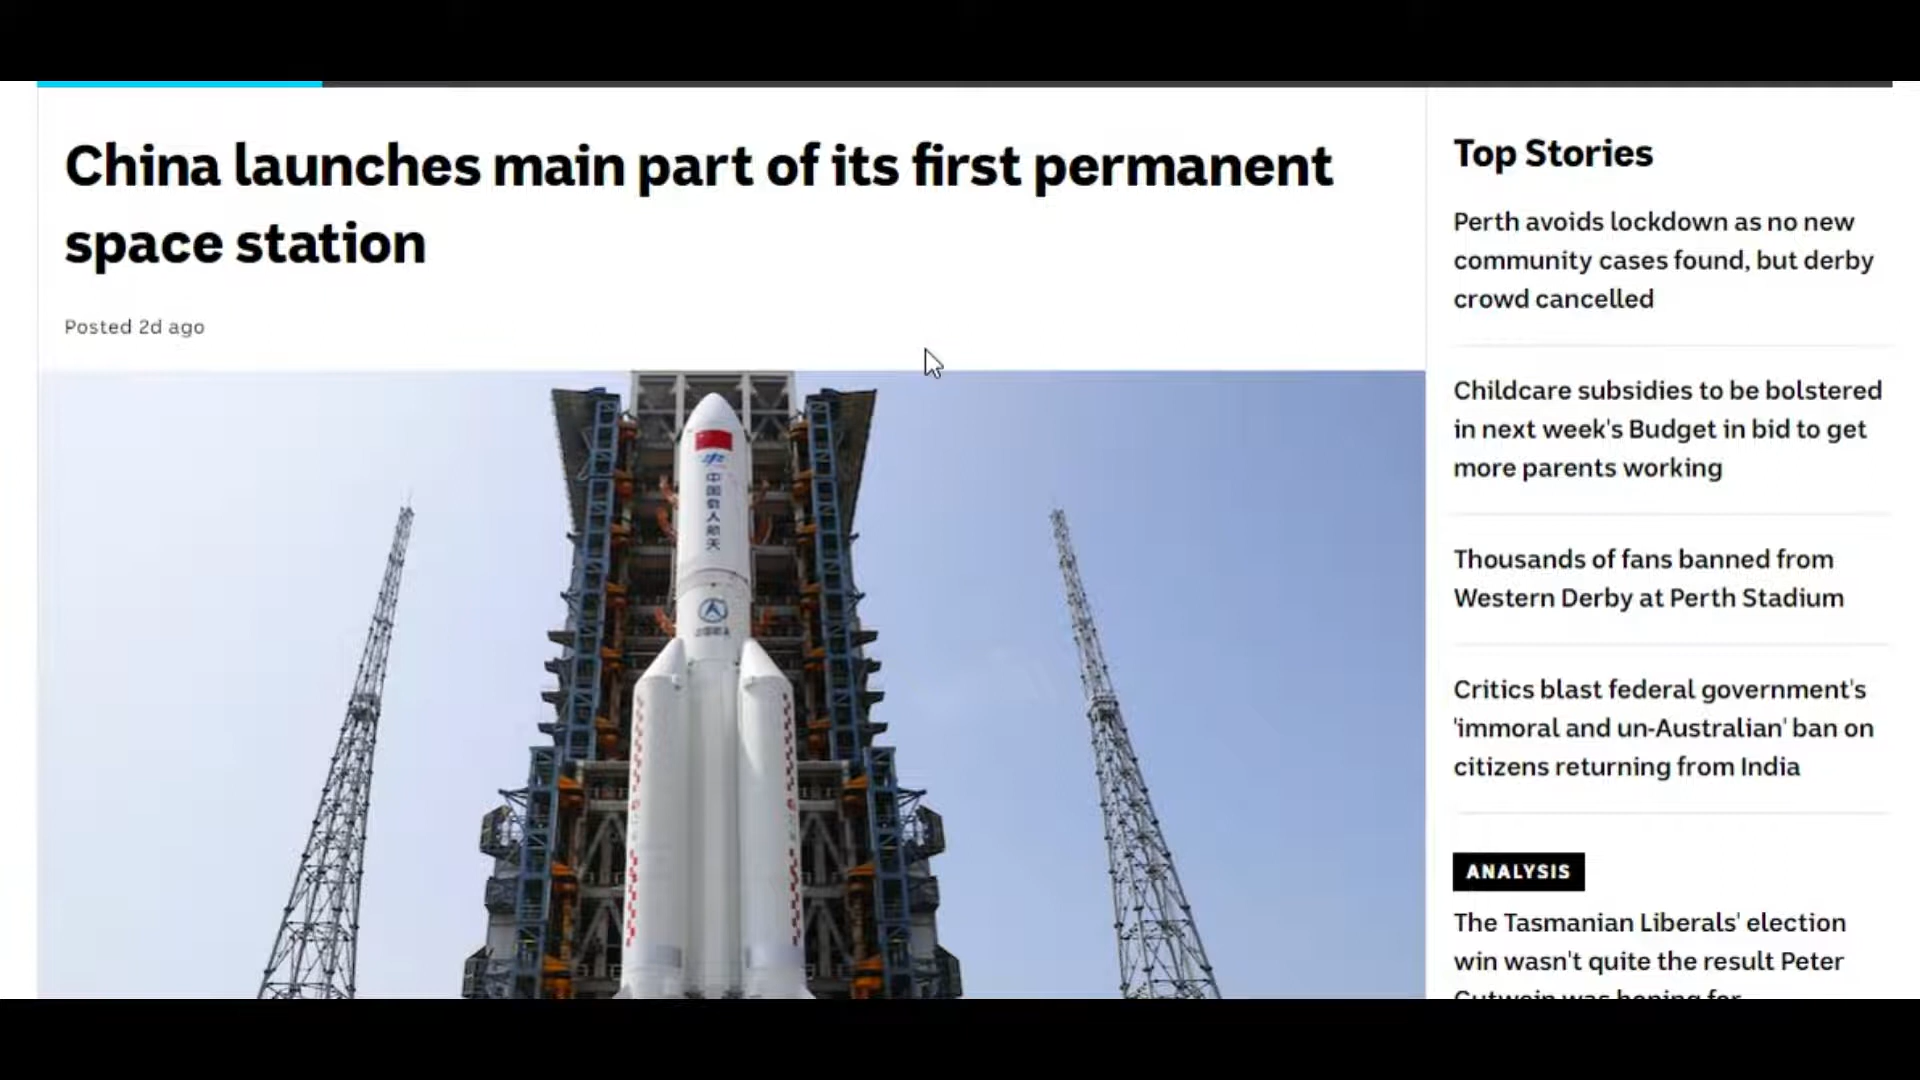 China launches main part of its first permanent
space station
Posted 2d ago
中国载人航天
Top Stories
Perth avoids lockdown as no new
community cases found, but derby
crowd cancelled
Childcare subsidies to be bolstered
in next week's Budget in bid to get
more parents working
Thousands of fans banned from
Western Derby at Perth Stadium
Critics blast federal government's
'immoral and un-Australian' ban on
citizens returning from India
ANALYSIS
The Tasmanian Liberals' election
win wasn't quite the result Peter
Gutwein was hoping for